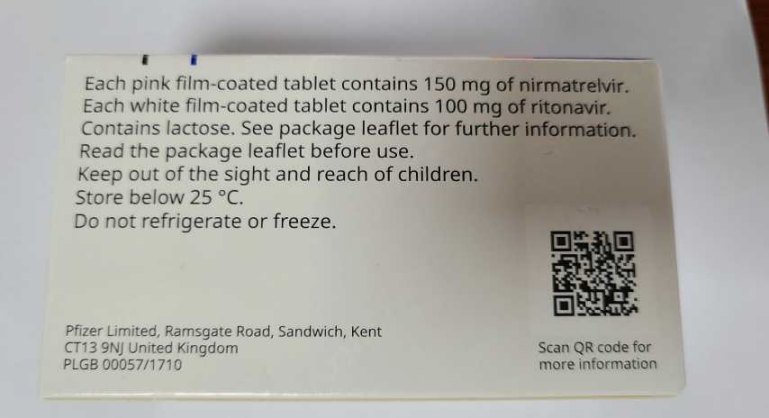 Each pink film-coated tablet contains 150 mg of nirmatrelvir.
Each white film-coated tablet contains 100 mg of ritonavir.
Contains lactose. See package leaflet for further information.
Read the package leaflet before use.
Keep out of the sight and reach of children.
Store below 25 °C.
Do not refrigerate or freeze.
Pfizer Limited, Ramsgate Road, Sandwich, Kent
CT13 9NJ United Kingdom
PLGB 00057/1710
Scan QR code for
more information